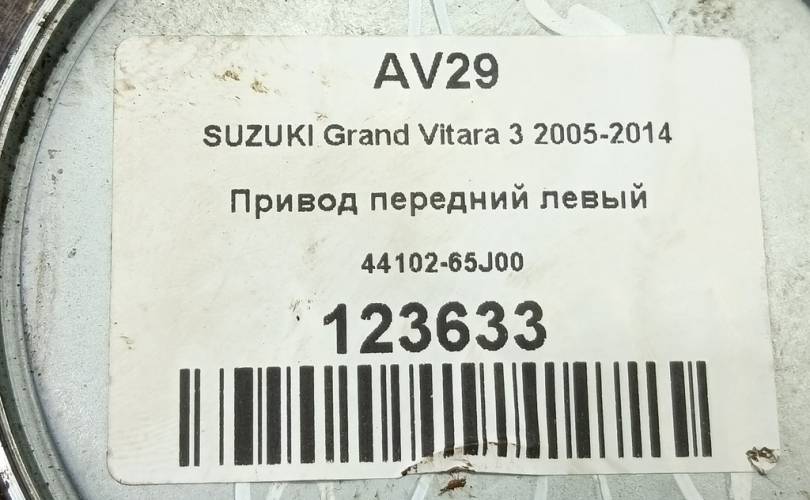 AV29
SUZUKI Grand Vitara 3 2005-2014
Привод передний левый
44102-65J00
123633